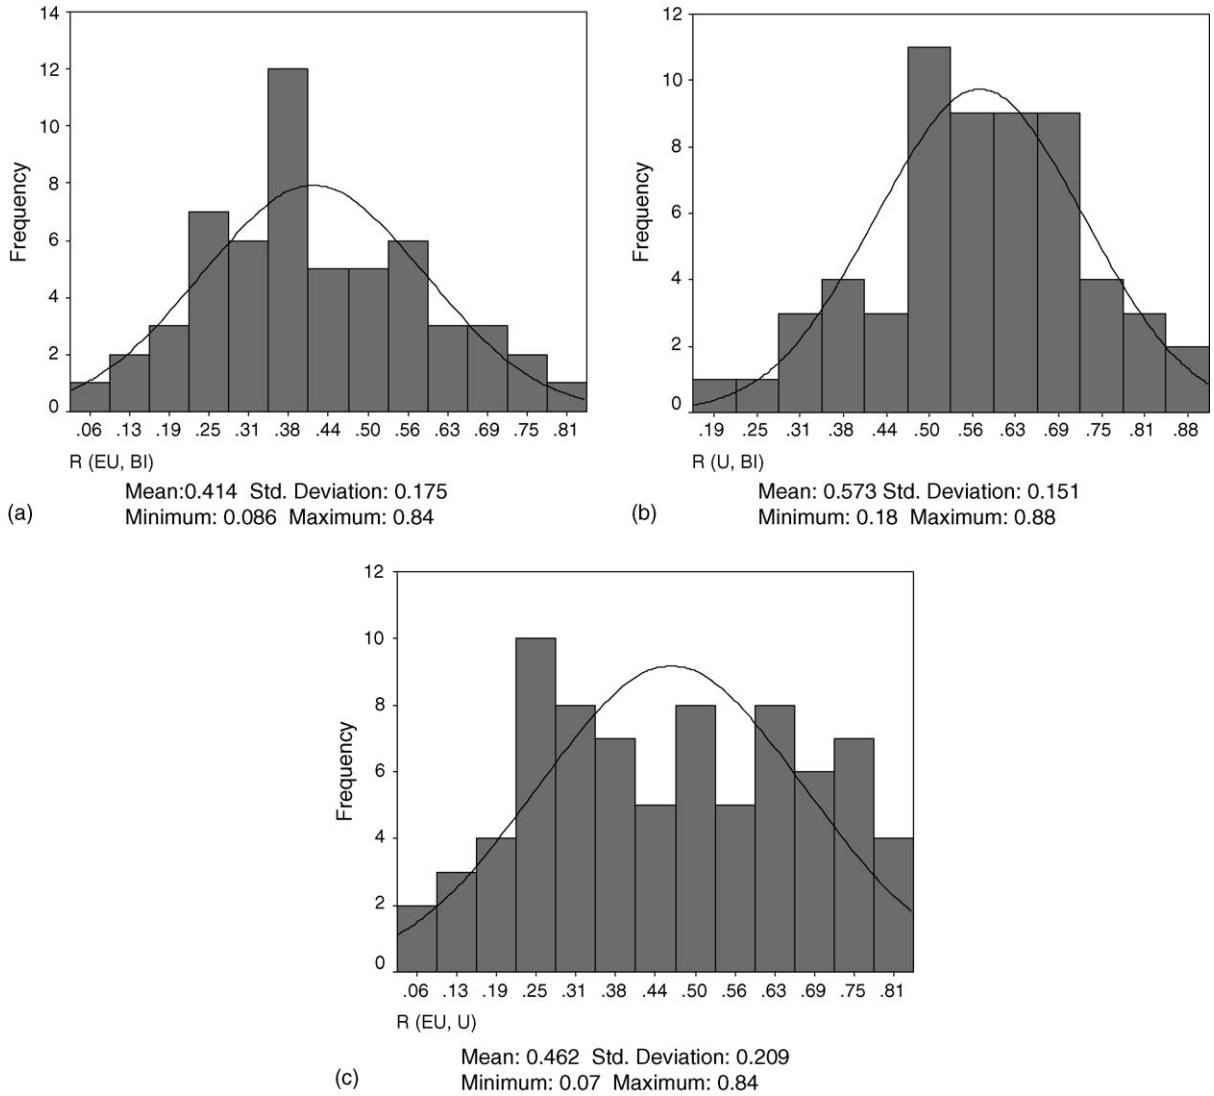 14
12
10
8
6
4
2
0
Frequency
.06 .13 .19 .25 .31 .38 .44 .50 .56 .63 .69 .75 .81
R (EU, BI)
Mean:0.414 Std. Deviation: 0.175
(a) Minimum: 0.086 Maximum: 0.84
12
10
8
6
4
2
0
Frequency
.19 .25 .31 .38 .44 .50 .56 .63 .69 .75 .81 .88
R (U, BI)
Mean: 0.573 Std. Deviation: 0.151
(b) Minimum: 0.18 Maximum: 0.88
12
10
8
6
4
2
0
Frequency
.06 .13 .19 .25 .31 .38 .44 .50 .56 .63 .69 .75 .81
R (EU, U)
Mean: 0.462 Std. Deviation: 0.209
(c) Minimum: 0.07 Maximum: 0.84